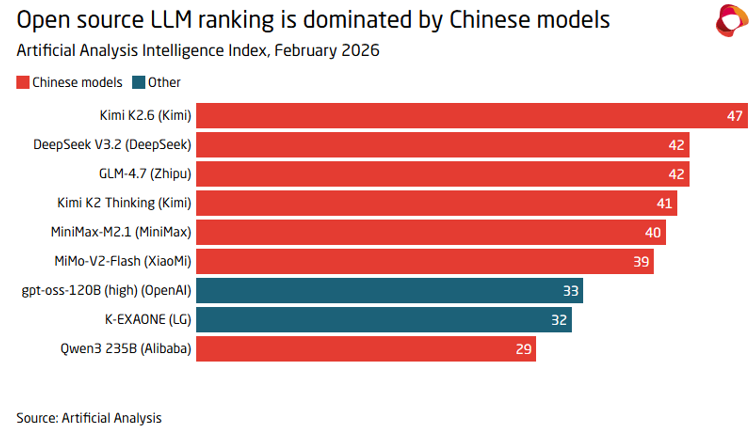 Open source LLM ranking is dominated by Chinese models
Artificial Analysis Intelligence Index, February 2026
Chinese models Other
Kimi K2.6 (Kimi) 47
DeepSeek V3.2 (DeepSeek) 42
GLM-4.7 (Zhipu) 42
Kimi K2 Thinking (Kimi) 41
MiniMax-M2.1 (MiniMax) 40
MiMo-V2-Flash (XiaoMi) 39
gpt-oss-120B (high) (OpenAI) 33
K-EXAONE (LG) 32
Qwen3 235B (Alibaba) 29
Source: Artificial Analysis